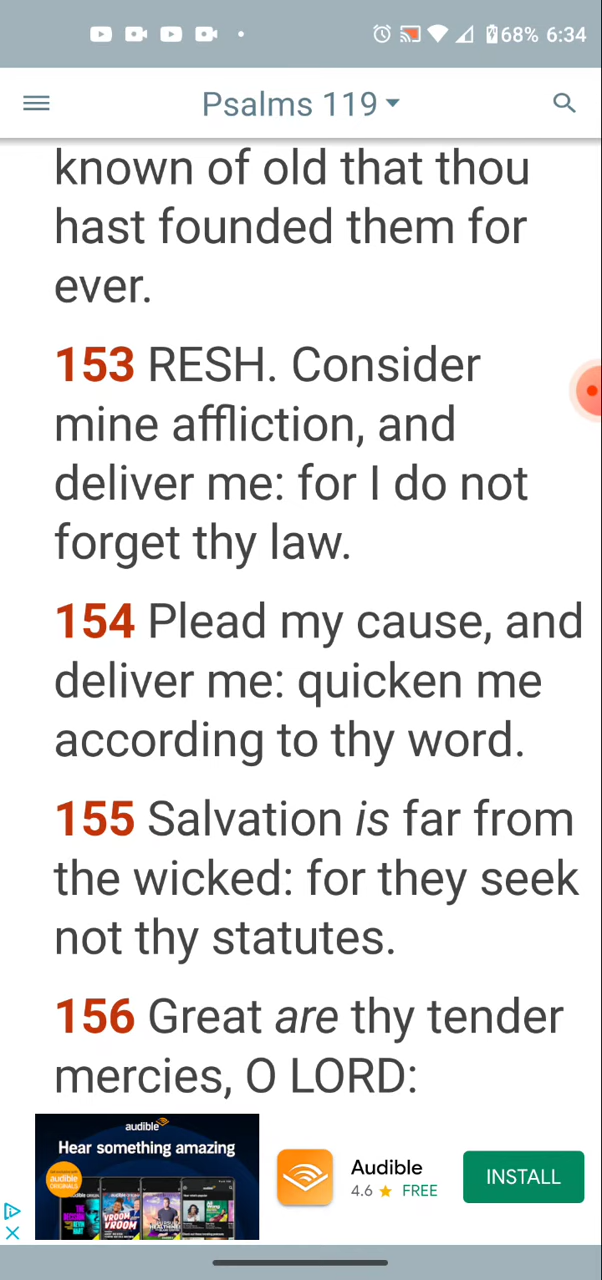 68% 6:34
Psalms 119
known of old that thou
hast founded them for
ever.
153 RESH. Consider
mine affliction, and
deliver me: for I do not
forget thy law.
154 Plead my cause, and
deliver me: quicken me
according to thy word.
155 Salvation is far from
the wicked: for they seek
not thy statutes.
156 Great are thy tender
mercies, O LORD:
audible
Hear something amazing
audible
VROOM
VROOM
Audible
4.6 ★ FREE
INSTALL